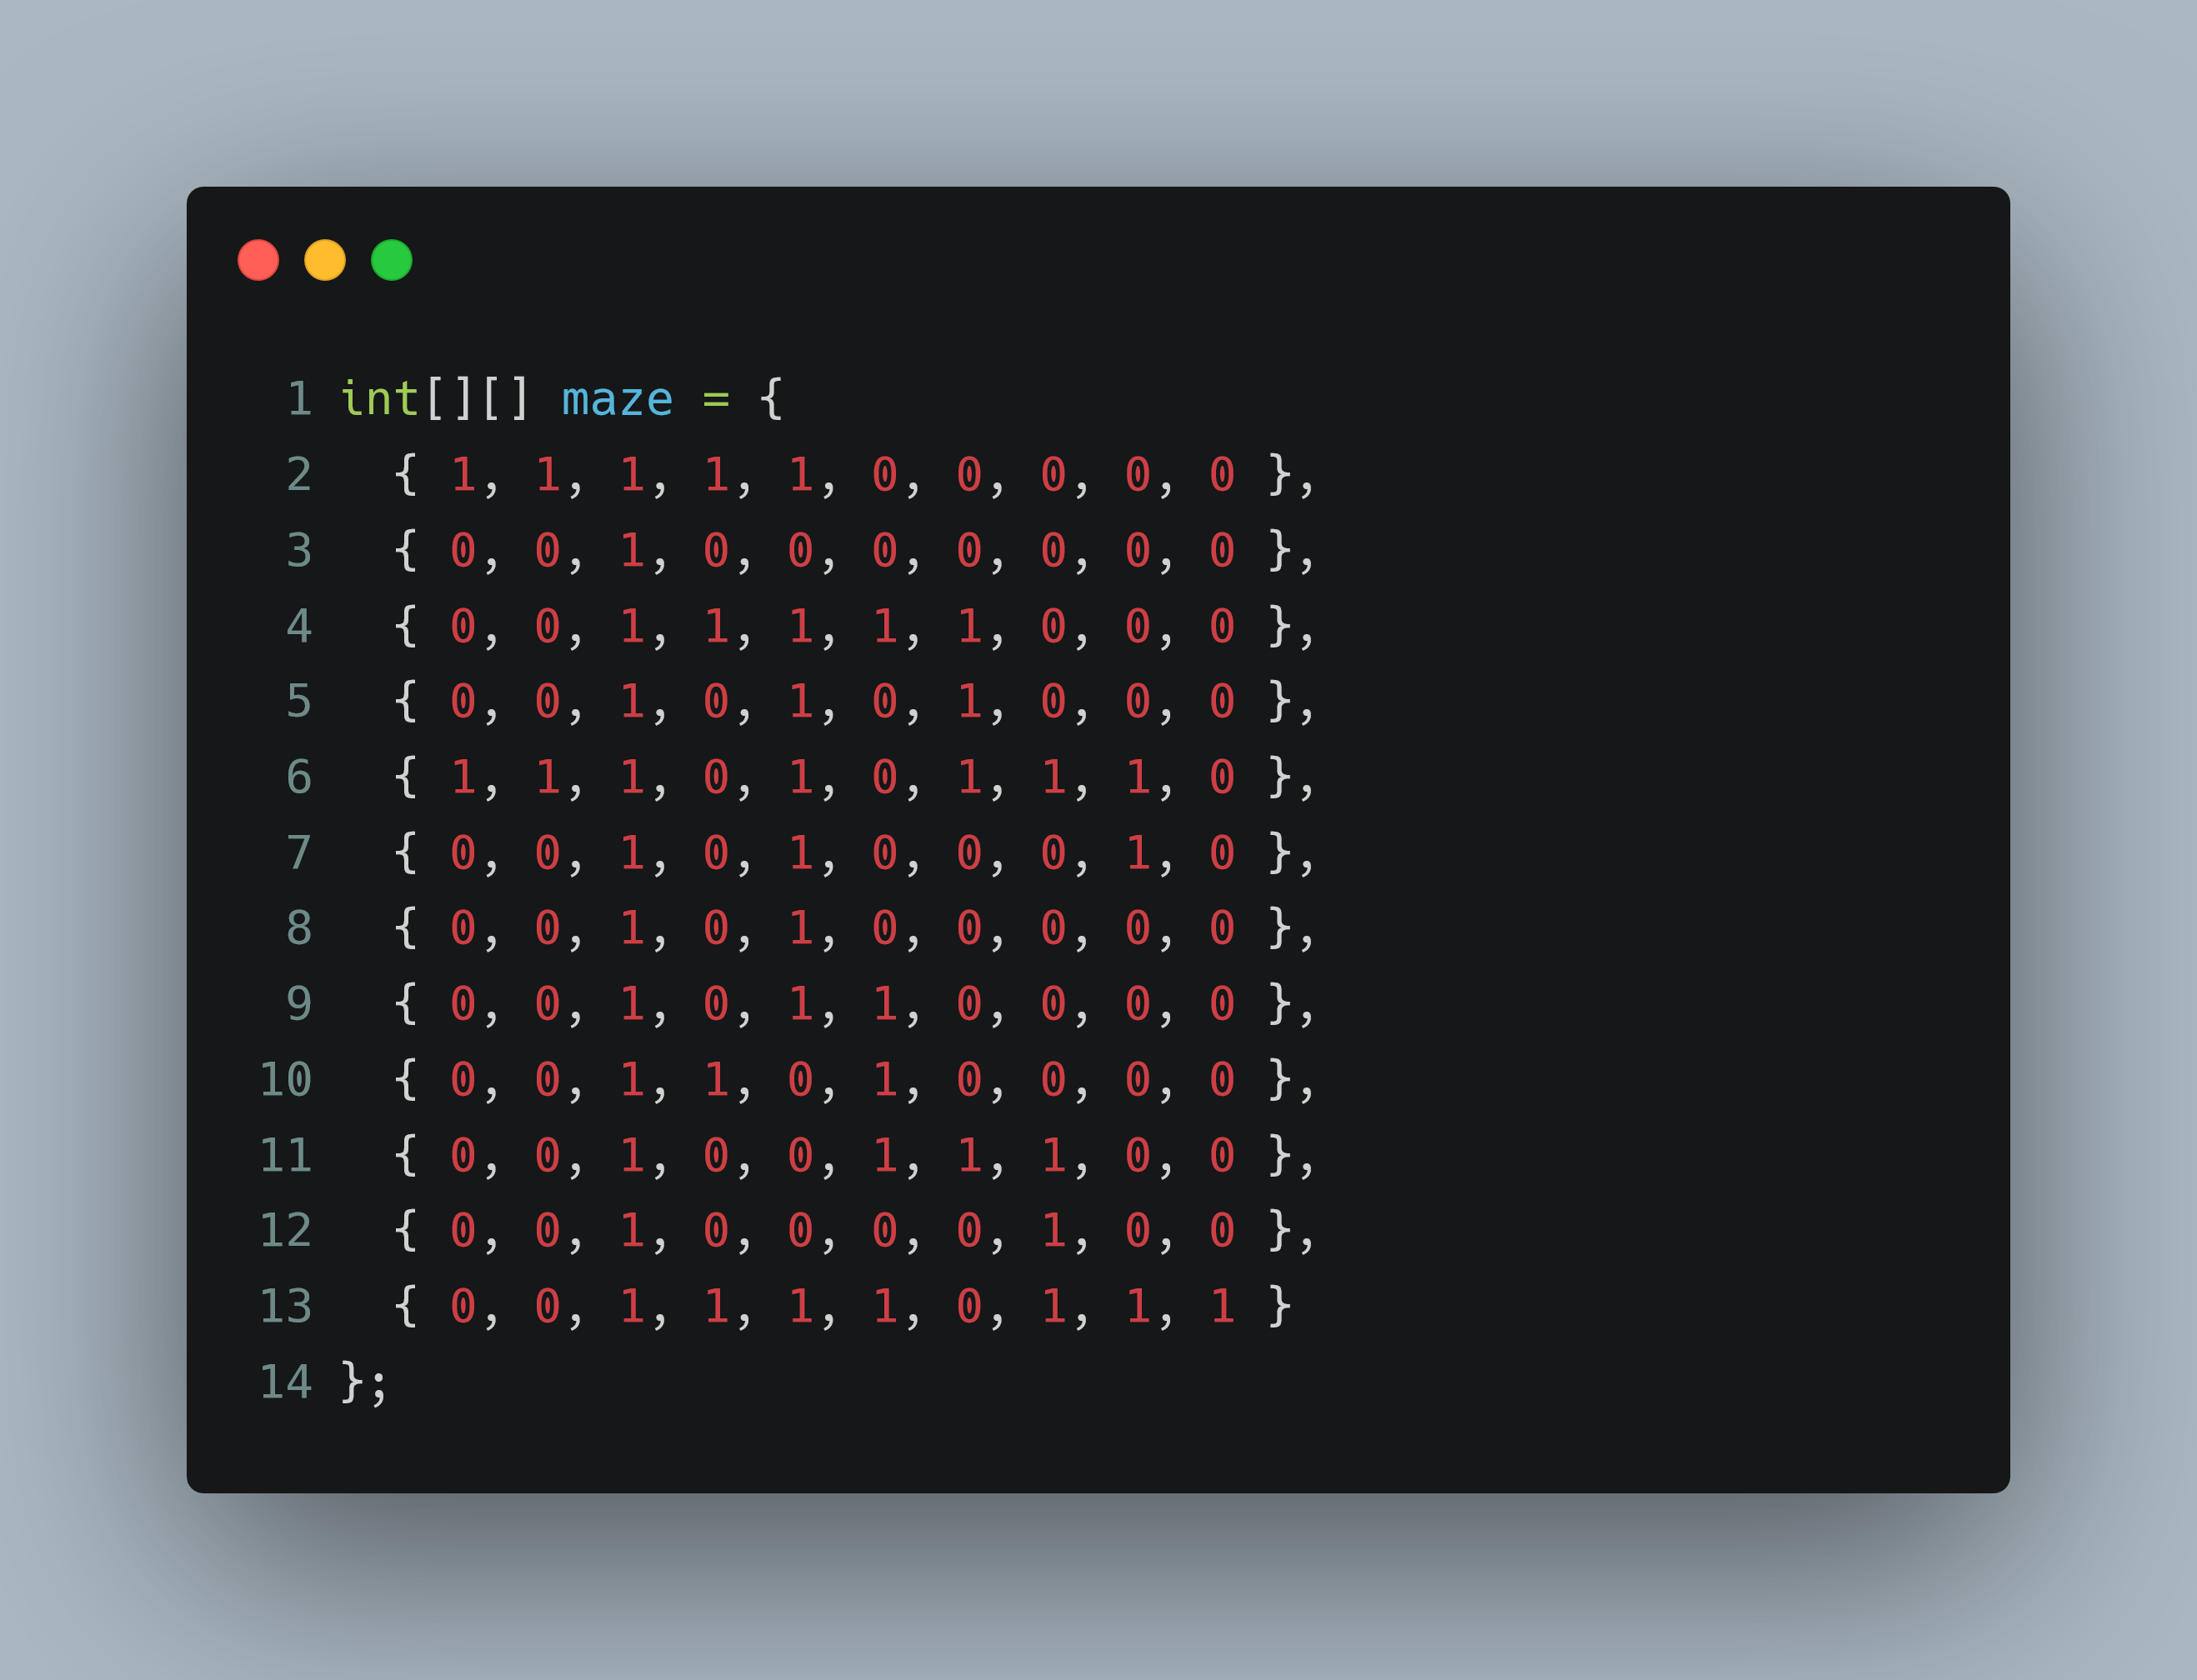 1 int[][] maze = {
2 { 1, 1, 1, 1, 1, 0, 0, 0, 0, 0 },
3 { 0, 0, 1, 0, 0, 0, 0, 0, 0, 0 },
4 { 0, 0, 1, 1, 1, 1, 1, 0, 0, 0 },
5 { 0, 0, 1, 0, 1, 0, 1, 0, 0, 0 },
6 { 1, 1, 1, 0, 1, 0, 1, 1, 1, 0 },
7 { 0, 0, 1, 0, 1, 0, 0, 0, 1, 0 },
8 { 0, 0, 1, 0, 1, 0, 0, 0, 0, 0 },
9 { 0, 0, 1, 0, 1, 1, 0, 0, 0, 0 },
10 { 0, 0, 1, 1, 0, 1, 0, 0, 0, 0 },
11 { 0, 0, 1, 0, 0, 1, 1, 1, 0, 0 },
12 { 0, 0, 1, 0, 0, 0, 0, 1, 0, 0 },
13 { 0, 0, 1, 1, 1, 1, 0, 1, 1, 1 }
14 };